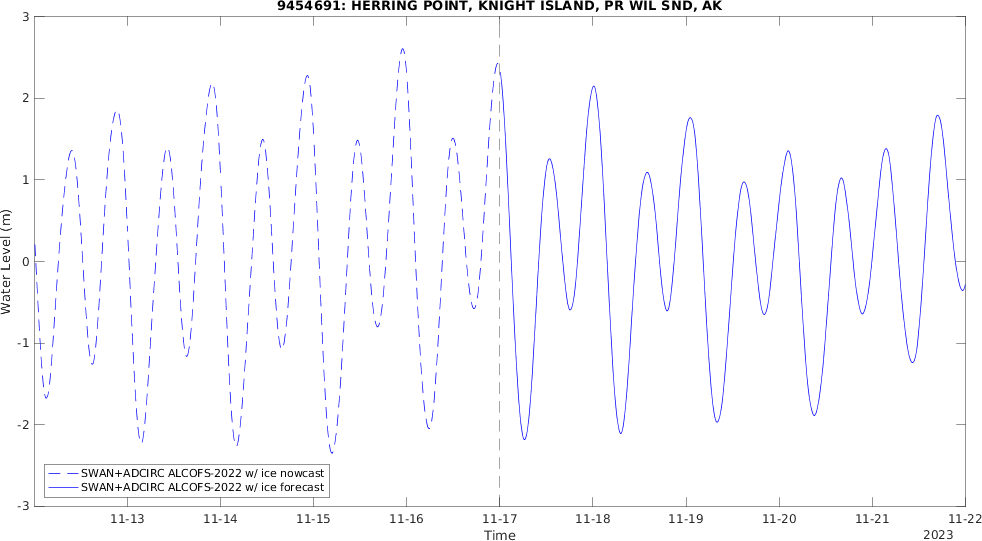 9454691: HERRING POINT, KNIGHT ISLAND, PR WIL SND, AK
Water Level (m)
3
2
1
0
-1
-2
-3
SWAN+ADCIRC ALCOFS-2022 w/ ice nowcast
SWAN+ADCIRC ALCOFS-2022 w/ ice forecast
11-13 11-14 11-15 11-16 11-17 11-18 11-19 11-20 11-21 11-22
Time
2023